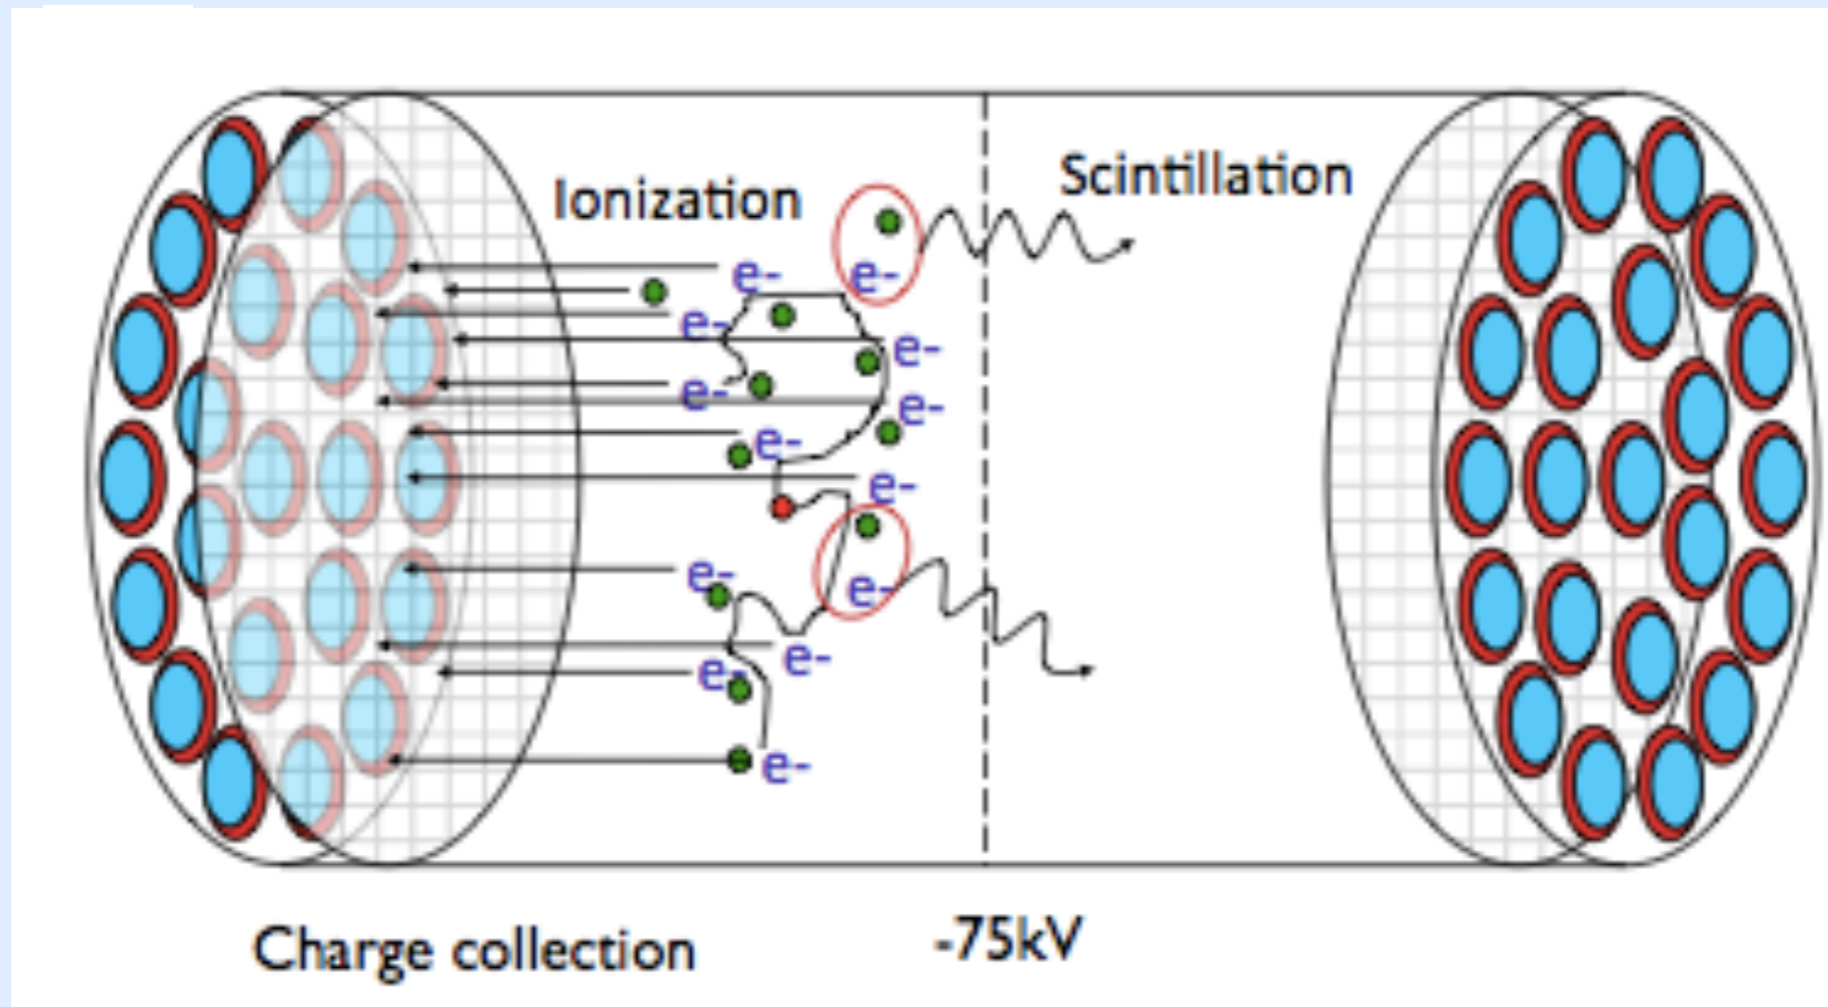 Ionization
Scintillation
e-
e-
e-
e-
e-
e-
e-
e-
e-
e-
e-
e-
e-
Charge collection
-75kV